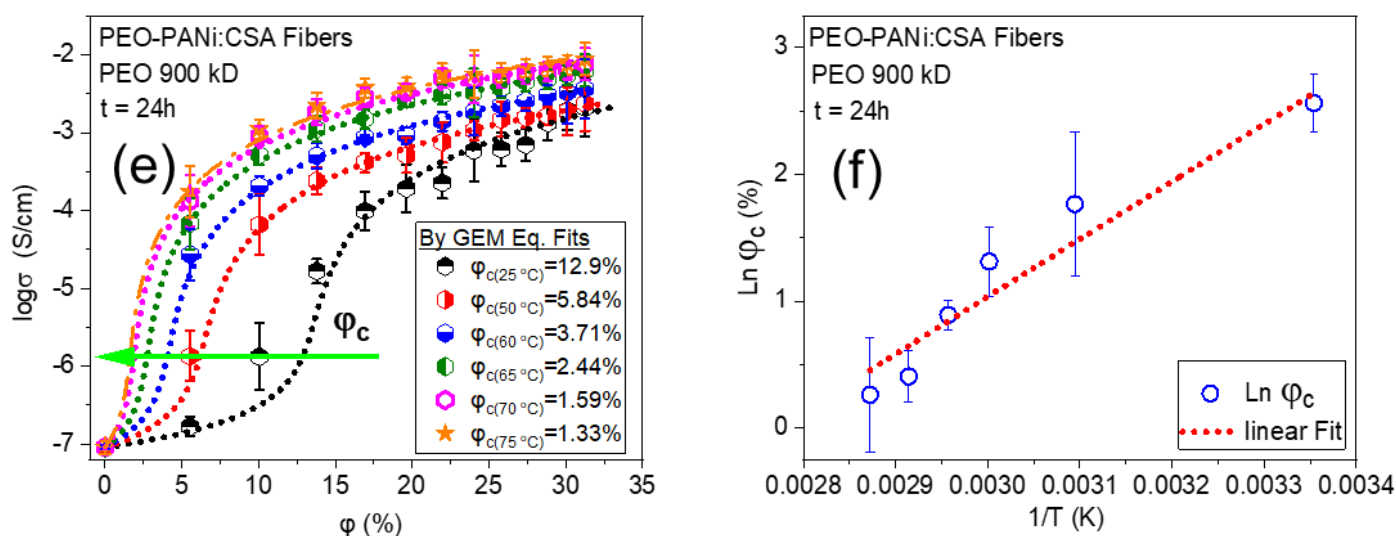 PEO-PANi:CSA Fibers
PEO 900 kD
t = 24h
(e)
logσ (S/cm)
-2
-3
-4
-5
-6
-7
φc
By GEM Eq. Fits
φc(25 °C)=12.9%
φc(50 °C)=5.84%
φc(60 °C)=3.71%
φc(65 °C)=2.44%
φc(70 °C)=1.59%
φc(75 °C)=1.33%
0 5 10 15 20 25 30 35
φ (%)
PEO-PANi:CSA Fibers
PEO 900 kD
t = 24h
(f)
Ln φc (%)
3
2
1
0
Ln φc
linear Fit
0.0028 0.0029 0.0030 0.0031 0.0032 0.0033 0.0034
1/T (K)